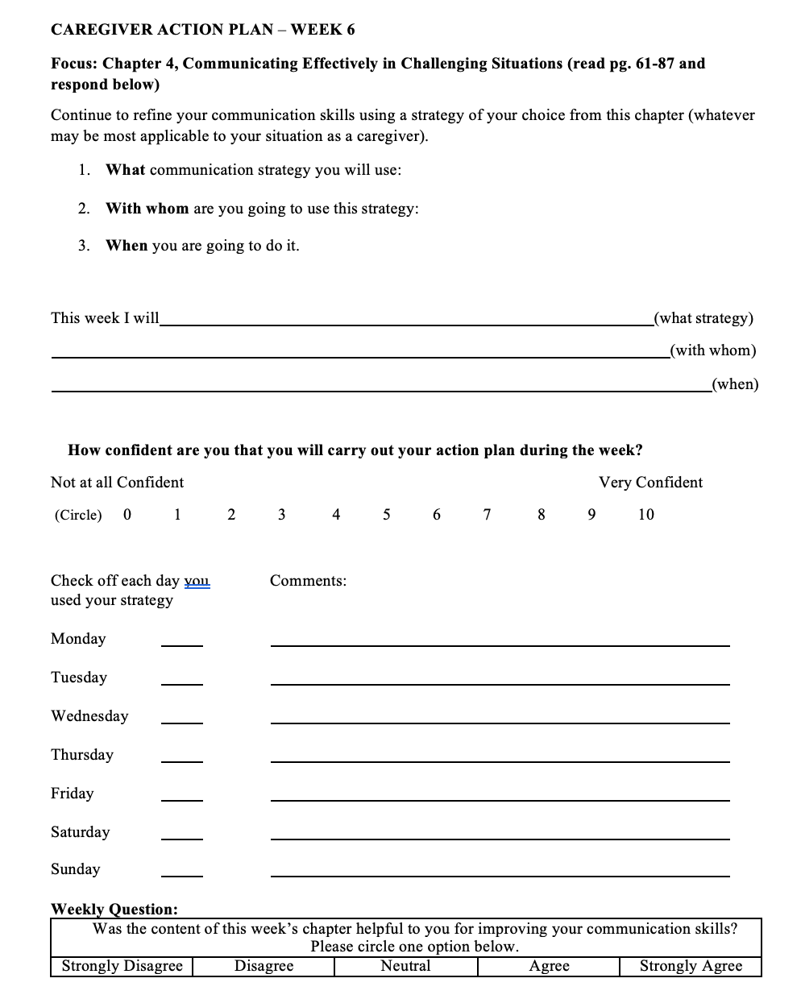 CAREGIVER ACTION PLAN – WEEK 6
Focus: Chapter 4, Communicating Effectively in Challenging Situations (read pg. 61-87 and
respond below)
Continue to refine your communication skills using a strategy of your choice from this chapter (whatever
may be most applicable to your situation as a caregiver).
1. What communication strategy you will use:
2. With whom are you going to use this strategy:
3. When you are going to do it.
This week I will (what strategy)
(with whom)
(when)
How confident are you that you will carry out your action plan during the week?
Not at all Confident Very Confident
(Circle) 0 1 2 3 4 5 6 7 8 9 10
Check off each day you Comments:
used your strategy
Monday
Tuesday
Wednesday
Thursday
Friday
Saturday
Sunday
Weekly Question:
Was the content of this week’s chapter helpful to you for improving your communication skills?
Please circle one option below.
Strongly Disagree Disagree Neutral Agree Strongly Agree